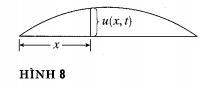 u(x, t)
x
HÌNH 8